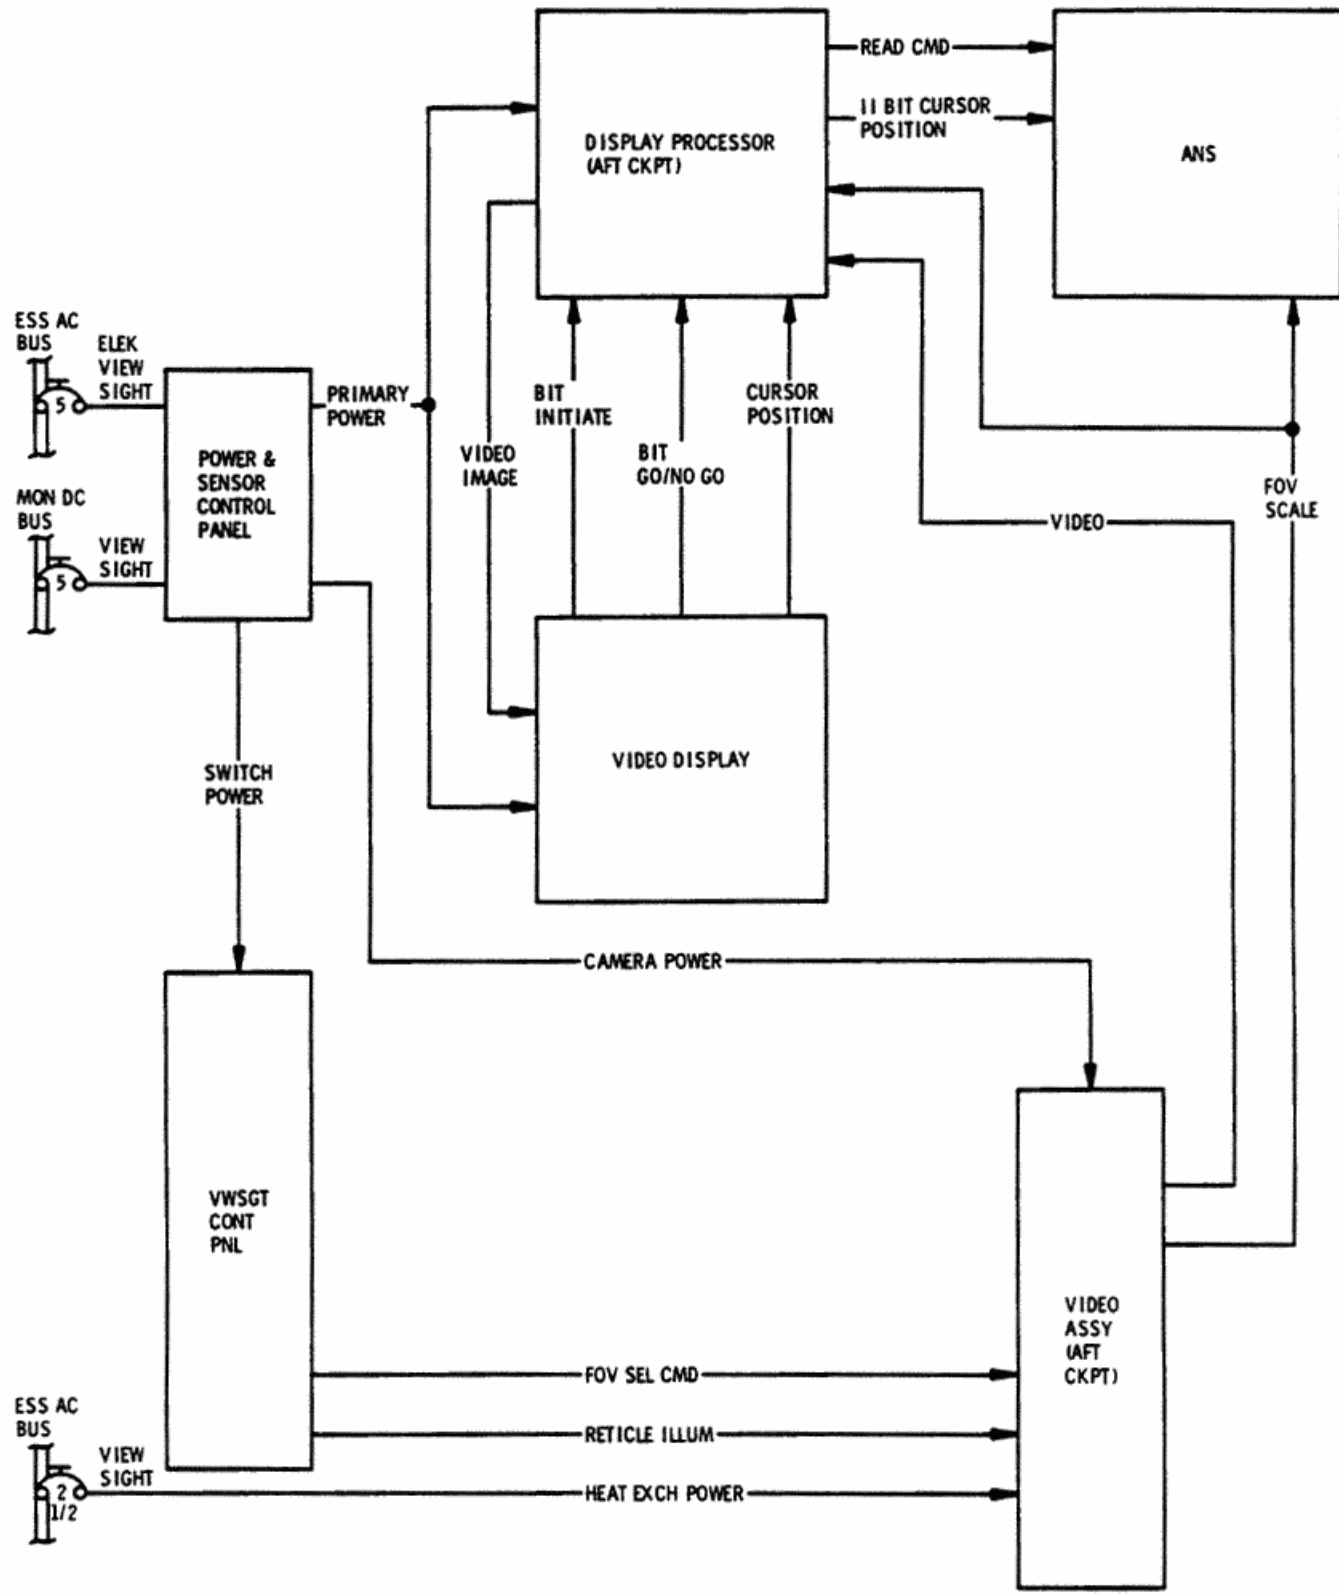 READ CMD
11 BIT CURSOR
POSITION
DISPLAY PROCESSOR
(AFT CKPT)
ANS
ESS AC
BUS
ELEK
VIEW
SIGHT
5
PRIMARY
POWER
BIT
INITIATE
CURSOR
POSITION
VIDEO
IMAGE
BIT
GO/NO GO
POWER &
SENSOR
CONTROL
PANEL
FOV
SCALE
MON DC
BUS
VIEW
SIGHT
5
VIDEO
VIDEO DISPLAY
SWITCH
POWER
CAMERA POWER
VWSGT
CONT
PNL
VIDEO
ASSY
(AFT
CKPT)
FOV SEL CMD
ESS AC
BUS
RETICLE ILLUM
VIEW
SIGHT
2
1/2
HEAT EXCH POWER